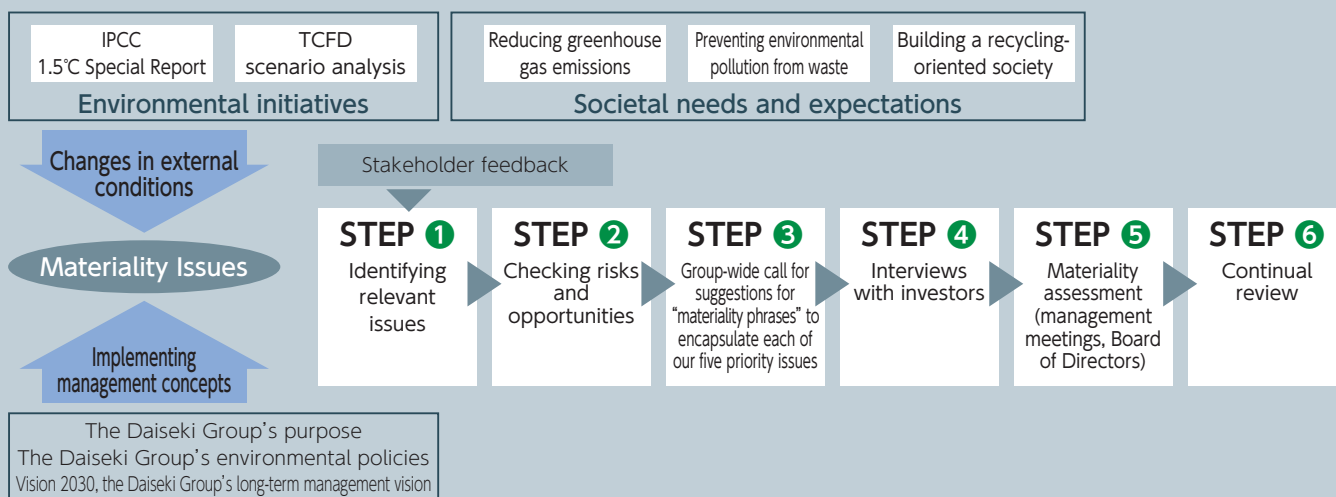 IPCC
1.5℃ Special Report
TCFD
scenario analysis
Environmental initiatives
Reducing greenhouse
gas emissions
Preventing environmental
pollution from waste
Building a recycling-
oriented society
Societal needs and expectations
Changes in external
conditions
Materiality Issues
Implementing
management concepts
The Daiseki Group's purpose
The Daiseki Group's environmental policies
Vision 2030, the Daiseki Group's long-term management vision
Stakeholder feedback
STEP 1
Identifying
relevant
issues
STEP 2
Checking risks
and
opportunities
STEP 3
Group-wide call for
suggestions for
“materiality phrases” to
encapsulate each of
our five priority issues
STEP 4
Interviews
with investors
STEP 5
Materiality
assessment
(management
meetings, Board
of Directors)
STEP 6
Continual
review